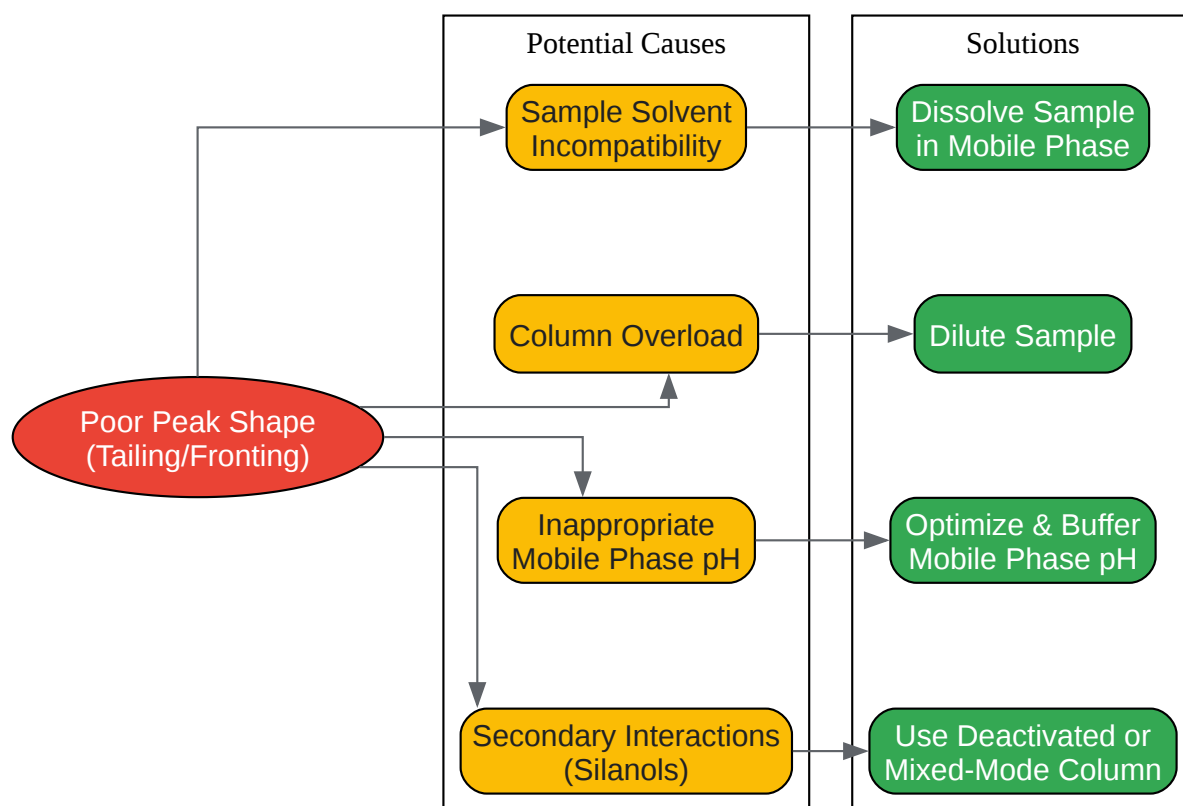 Potential Causes
Solutions
Sample Solvent
Incompatibility
Dissolve Sample
in Mobile Phase
Column Overload
Dilute Sample
Poor Peak Shape
(Tailing/Fronting)
Inappropriate
Mobile Phase pH
Optimize & Buffer
Mobile Phase pH
Secondary Interactions
(Silanols)
Use Deactivated or
Mixed-Mode Column